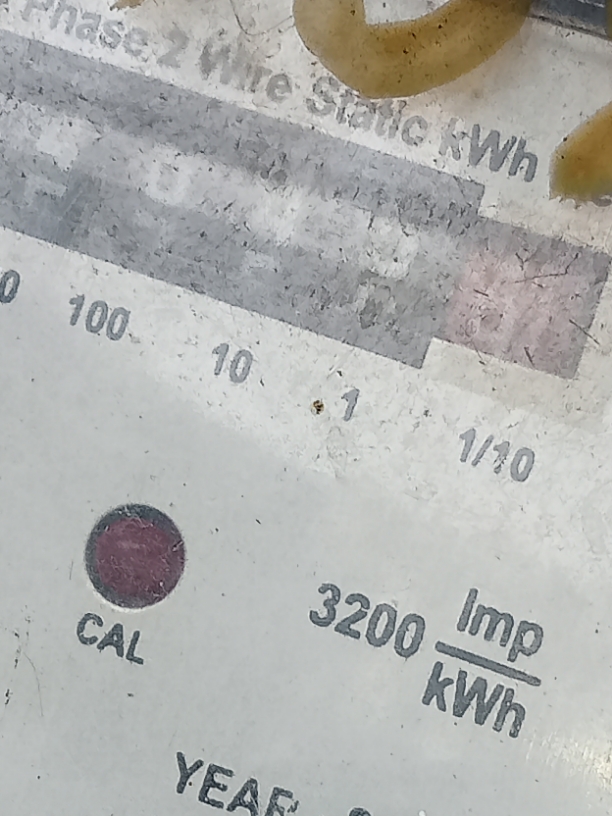 Phase 2 Wire Static kWh
0 100 10 1 1/10
CAL
3200 Imp/kWh
YEAR